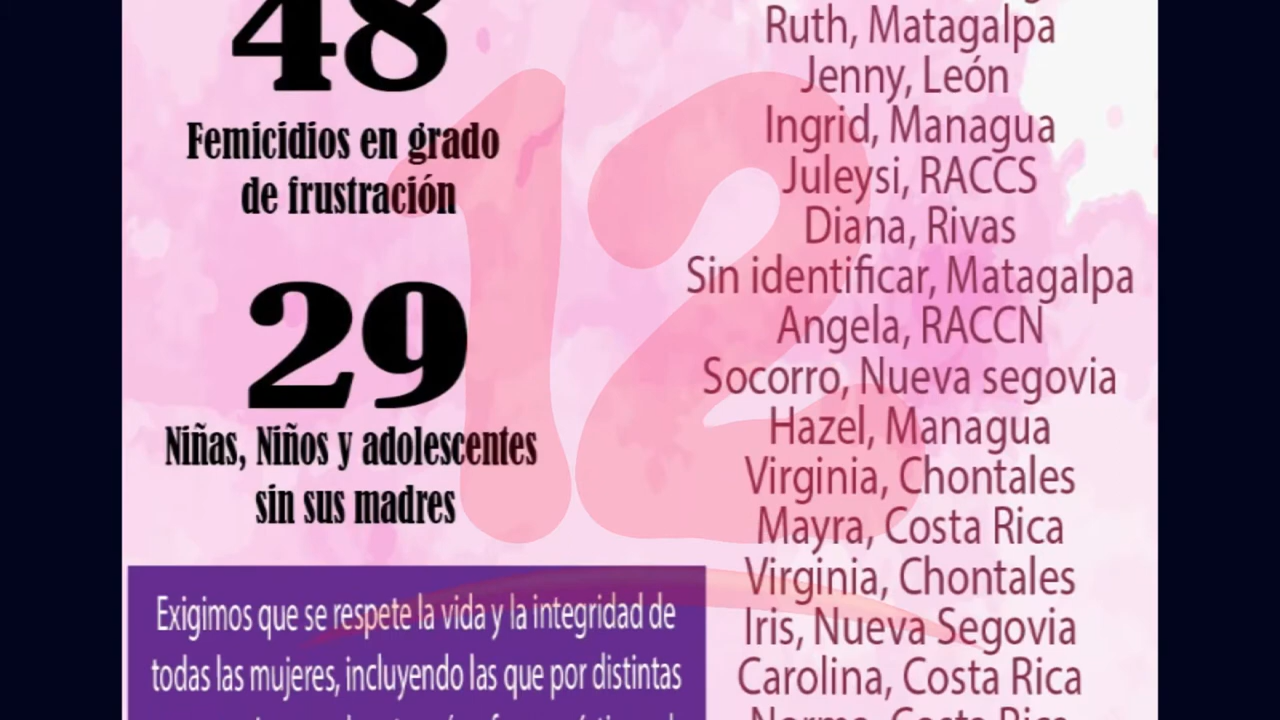 48
Femicidios en grado
de frustración
29
Niñas, Niños y adolescentes
sin sus madres
Exigimos que se respete la vida y la integridad de
todas las mujeres, incluyendo las que por distintas
Ruth, Matagalpa
Jenny, León
Ingrid, Managua
Juleysi, RACCS
Diana, Rivas
Sin identificar, Matagalpa
Angela, RACCN
Socorro, Nueva segovia
Hazel, Managua
Virginia, Chontales
Mayra, Costa Rica
Virginia, Chontales
Iris, Nueva Segovia
Carolina, Costa Rica
Norma, Costa Rica
12